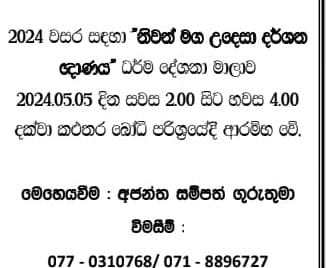 2024 වසර සඳහා "නිවන් මග උදෙසා දර්ශන
ඤාණය" ධර්ම දේශනා මාලාව
2024.05.05 දින සවස 2.00 සිට හවස 4.00
දක්වා කළුතර බෝධි පරිශ්‍රයේදී ආරම්භ වේ.
මෙහෙයවීම : අජන්ත සම්පත් ගුරුතුමා
විමසීම් :
077 - 0310768/ 071 - 8896727